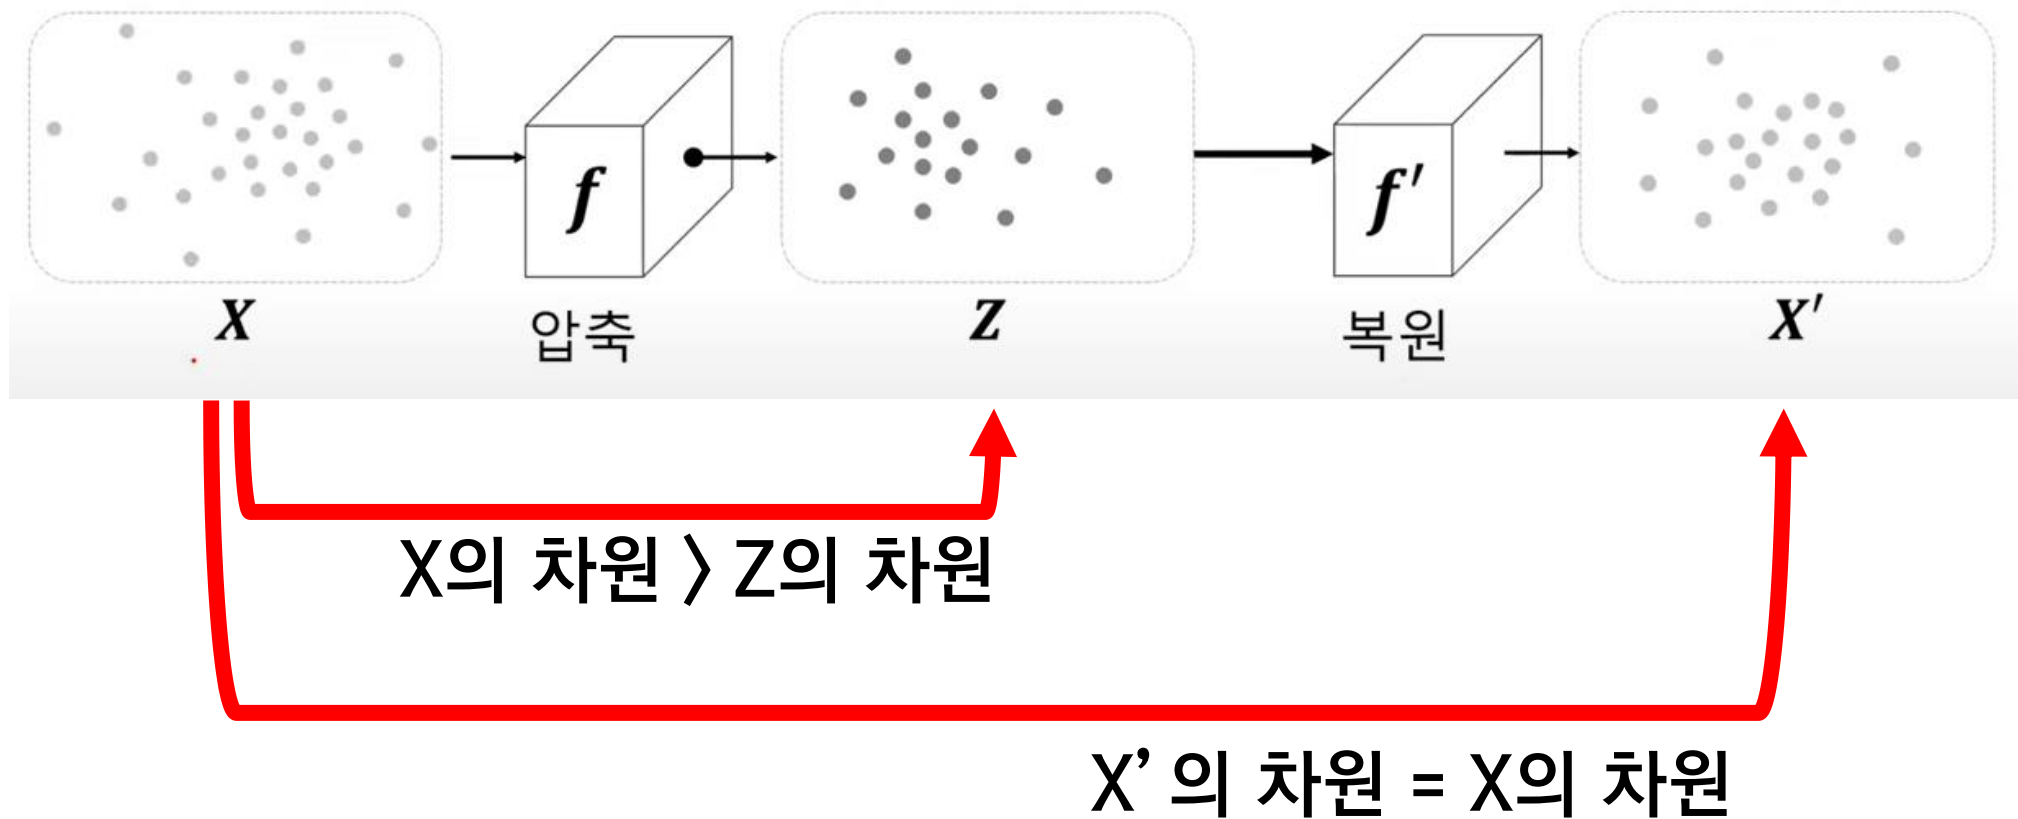 f
f′
X 압축 Z 복원 X′
X의 차원 > Z의 차원
X’의 차원 = X의 차원